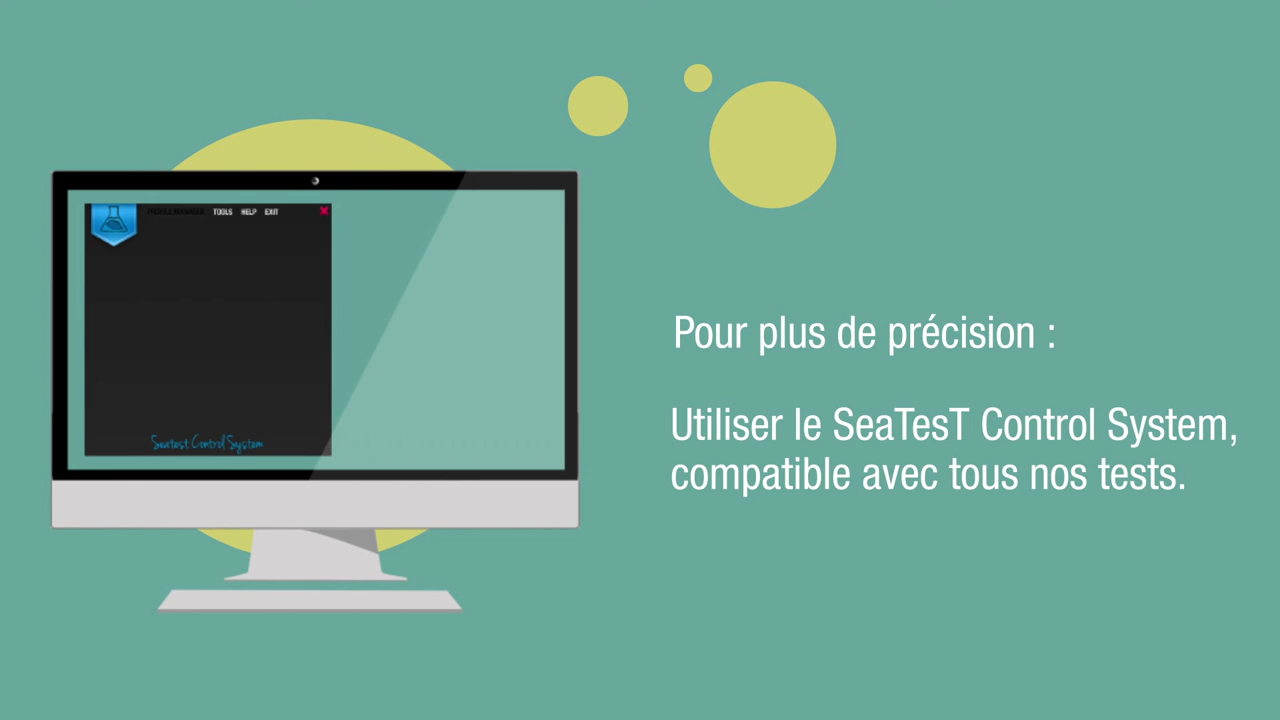 PROFILE MANAGER TOOLS HELP EXIT
Seatest Control System
Pour plus de précision :
Utiliser le SeaTesT Control System,
compatible avec tous nos tests.